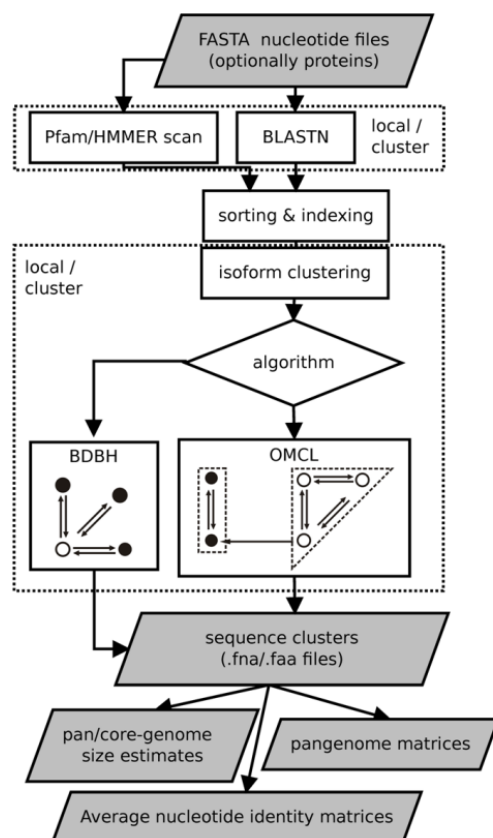 FASTA nucleotide files
(optionally proteins)
Pfam/HMMER scan
BLASTN
local /
cluster
sorting & indexing
local /
cluster
isoform clustering
algorithm
BDBH
OMCL
sequence clusters
(.fna/.faa files)
pan/core-genome
size estimates
pangenome matrices
Average nucleotide identity matrices